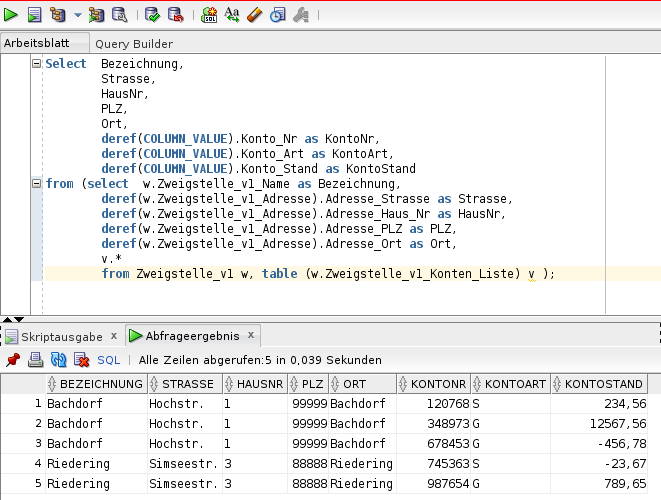 Arbeitsblatt Query Builder
Select Bezeichnung,
Strasse,
HausNr,
PLZ,
Ort,
deref(COLUMN_VALUE).Konto_Nr as KontoNr,
deref(COLUMN_VALUE).Konto_Art as KontoArt,
deref(COLUMN_VALUE).Konto_Stand as KontoStand
from (select w.Zweigstelle_v1_Name as Bezeichnung,
deref(w.Zweigstelle_v1_Adresse).Adresse_Strasse as Strasse,
deref(w.Zweigstelle_v1_Adresse).Adresse_Haus_Nr as HausNr,
deref(w.Zweigstelle_v1_Adresse).Adresse_PLZ as PLZ,
deref(w.Zweigstelle_v1_Adresse).Adresse_Ort as Ort,
v.*
from Zweigstelle_v1 w, table (w.Zweigstelle_v1_Konten_Liste) v );
Skriptausgabe x Abfrageergebnis x
SQL | Alle Zeilen abgerufen:5 in 0,039 Sekunden
BEZEICHNUNG STRASSE HAUSNR PLZ ORT KONTONR KONTOART KONTOSTAND
1 Bachdorf Hochstr. 1 99999 Bachdorf 120768 S 234,56
2 Bachdorf Hochstr. 1 99999 Bachdorf 348973 G 12567,56
3 Bachdorf Hochstr. 1 99999 Bachdorf 678453 G -456,78
4 Riedering Simseestr. 3 88888 Riedering 745363 S -23,67
5 Riedering Simseestr. 3 88888 Riedering 987654 G 789,65